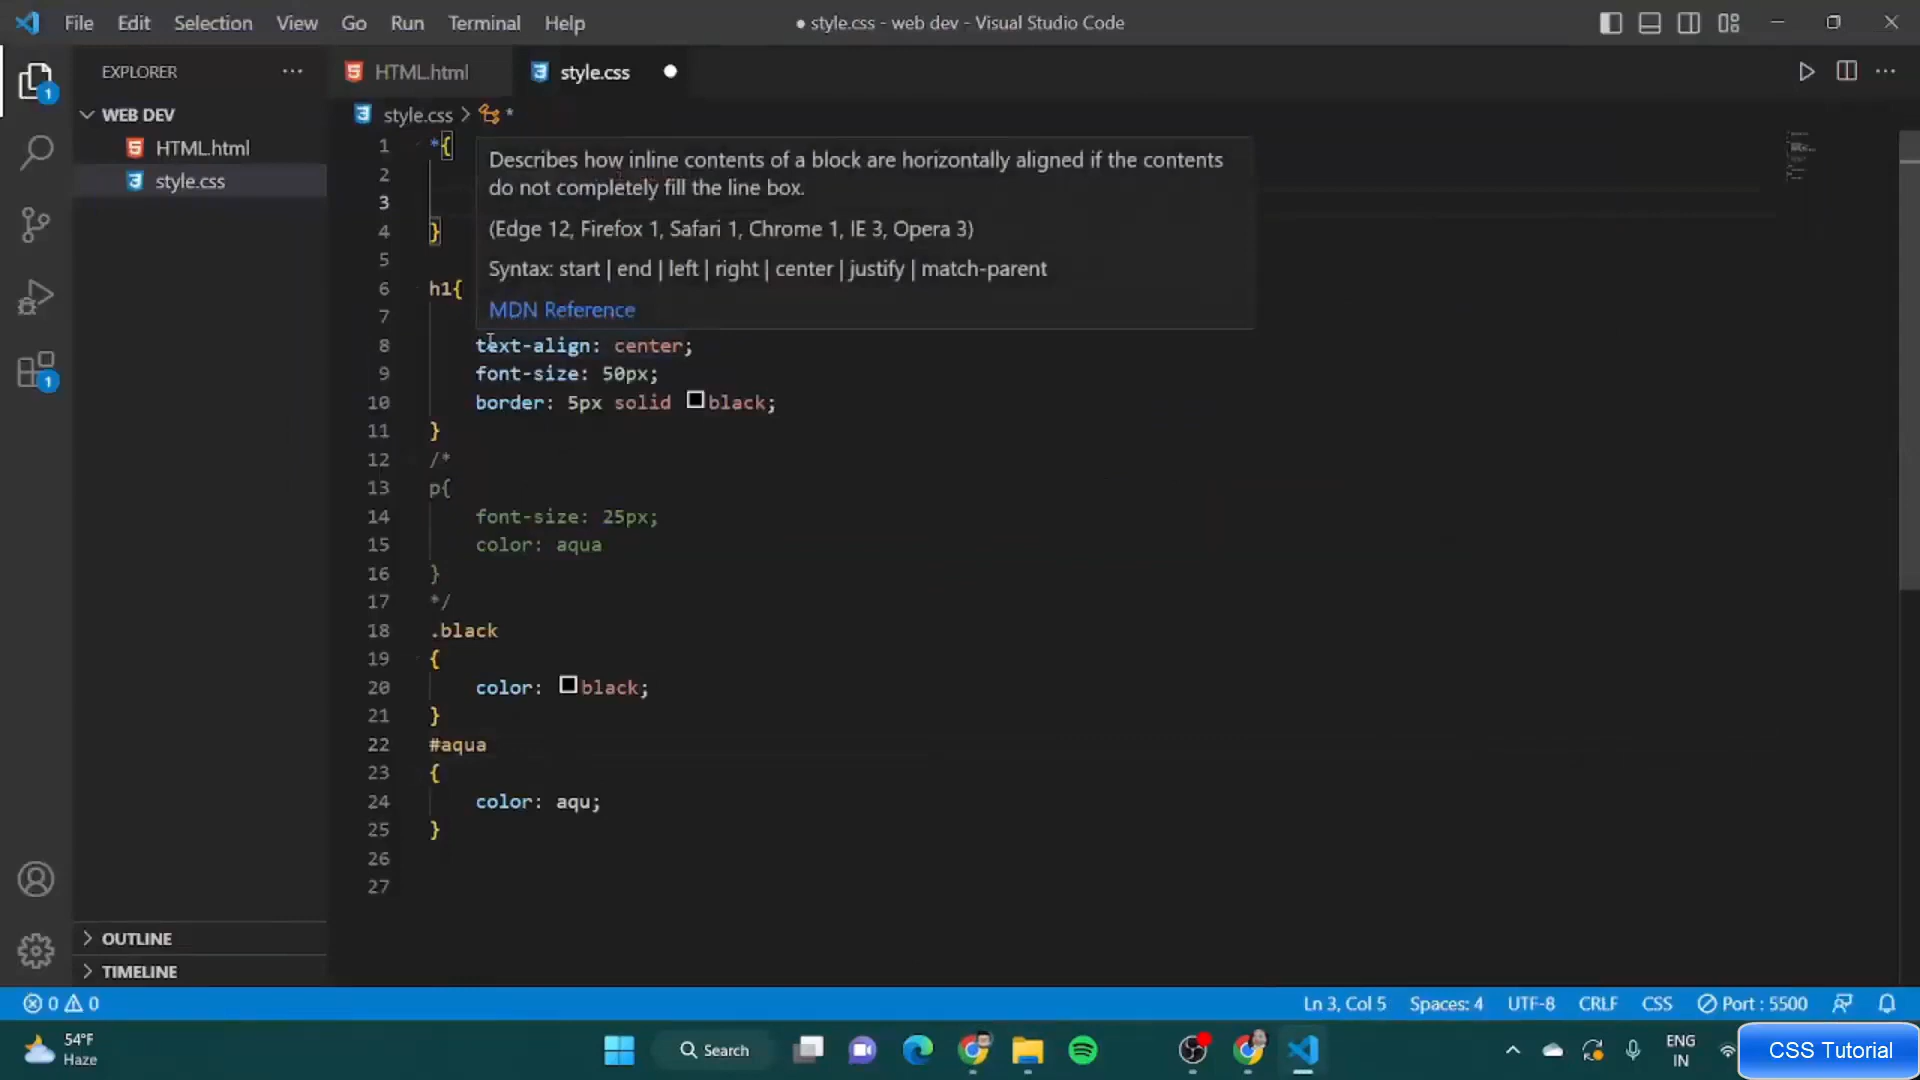 File Edit Selection View Go Run Terminal Help
● style.css - web dev - Visual Studio Code
EXPLORER
HTML.html
style.css
WEB DEV
HTML.html
style.css
style.css > *
1 *{
2
3
4 }
5
6 h1{
7
8 text-align: center;
9 font-size: 50px;
10 border: 5px solid black;
11 }
12 /*
13 p{
14 font-size: 25px;
15 color: aqua
16 }
17 */
18 .black
19 {
20 color: black;
21 }
22 #aqua
23 {
24 color: aqu;
25 }
26
27
Describes how inline contents of a block are horizontally aligned if the contents
do not completely fill the line box.
(Edge 12, Firefox 1, Safari 1, Chrome 1, IE 3, Opera 3)
Syntax: start | end | left | right | center | justify | match-parent
MDN Reference
1
1
OUTLINE
TIMELINE
0 0
Ln 3, Col 5 Spaces: 4 UTF-8 CRLF CSS Port : 5500
54°F
Haze
Search
ENG
IN
CSS Tutorial